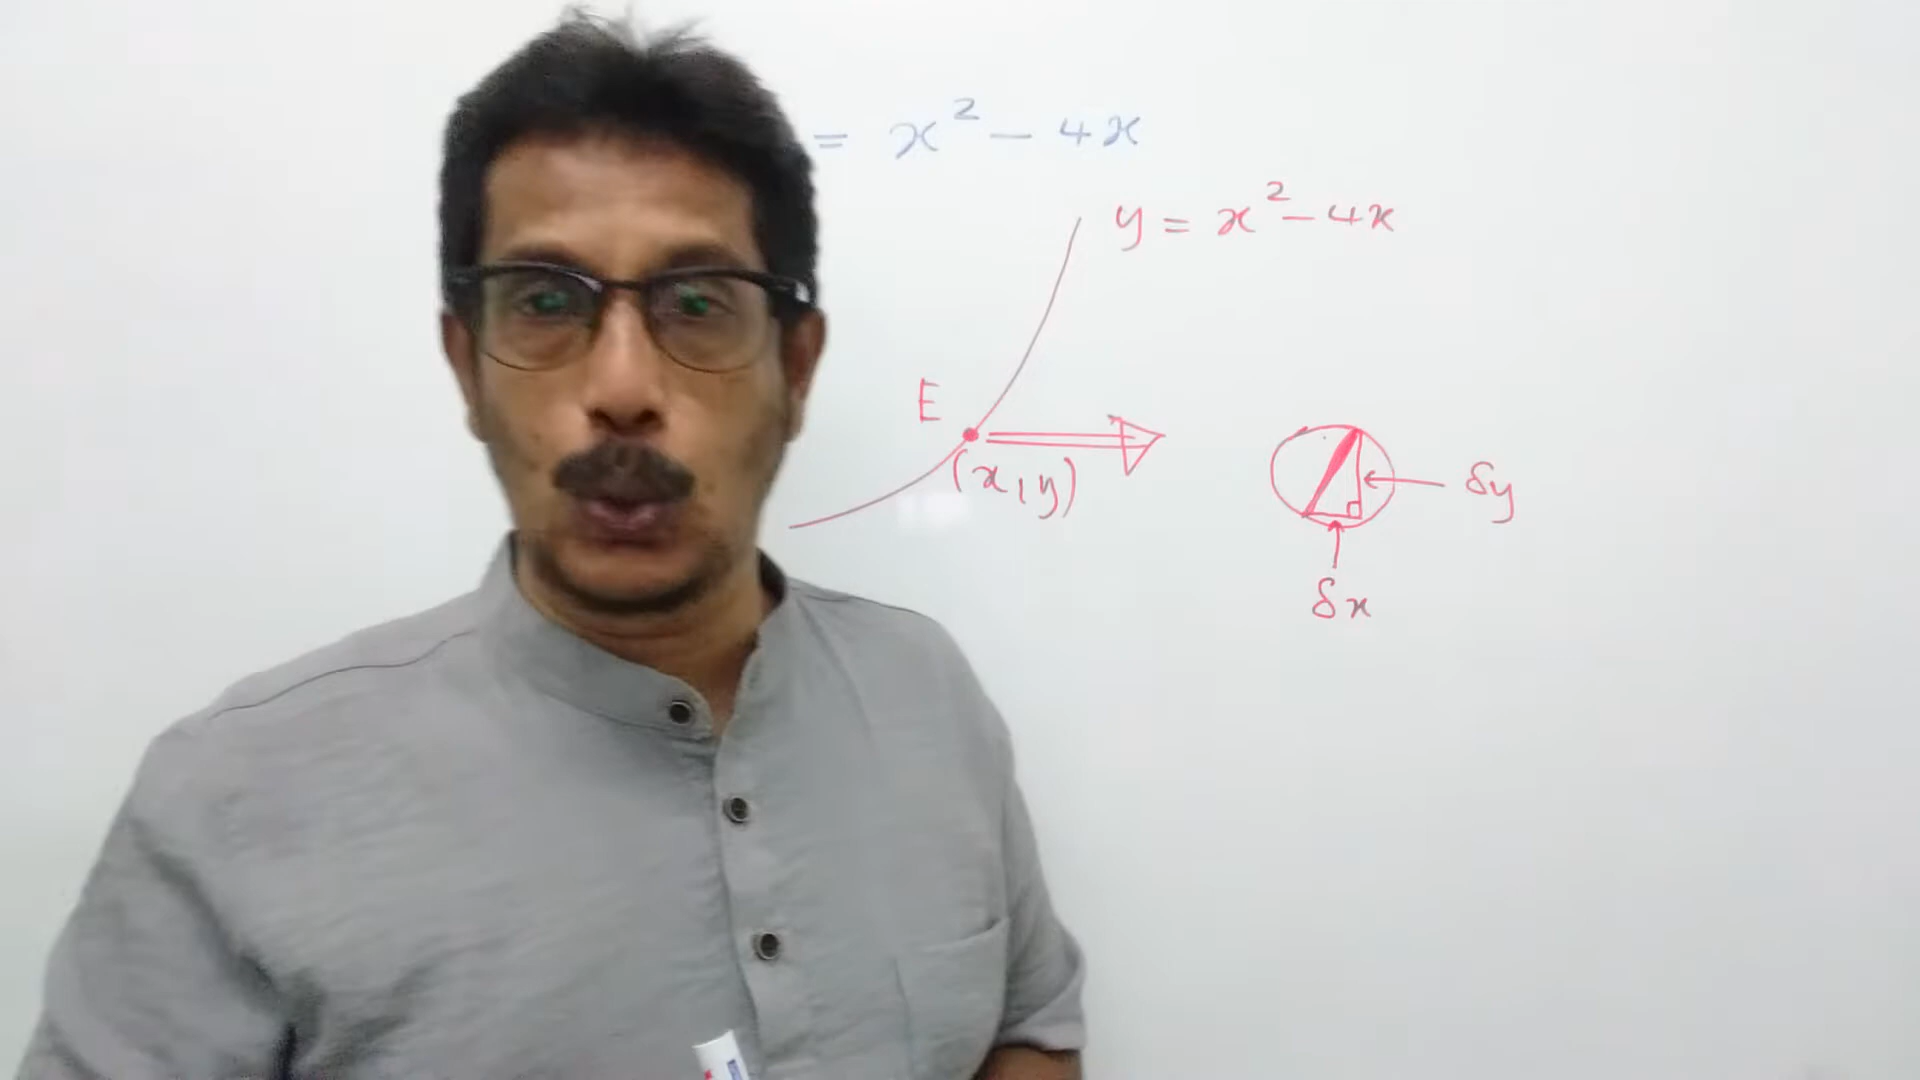 = x² - 4x
y = x² - 4x
E
(x, y)
δy
δx